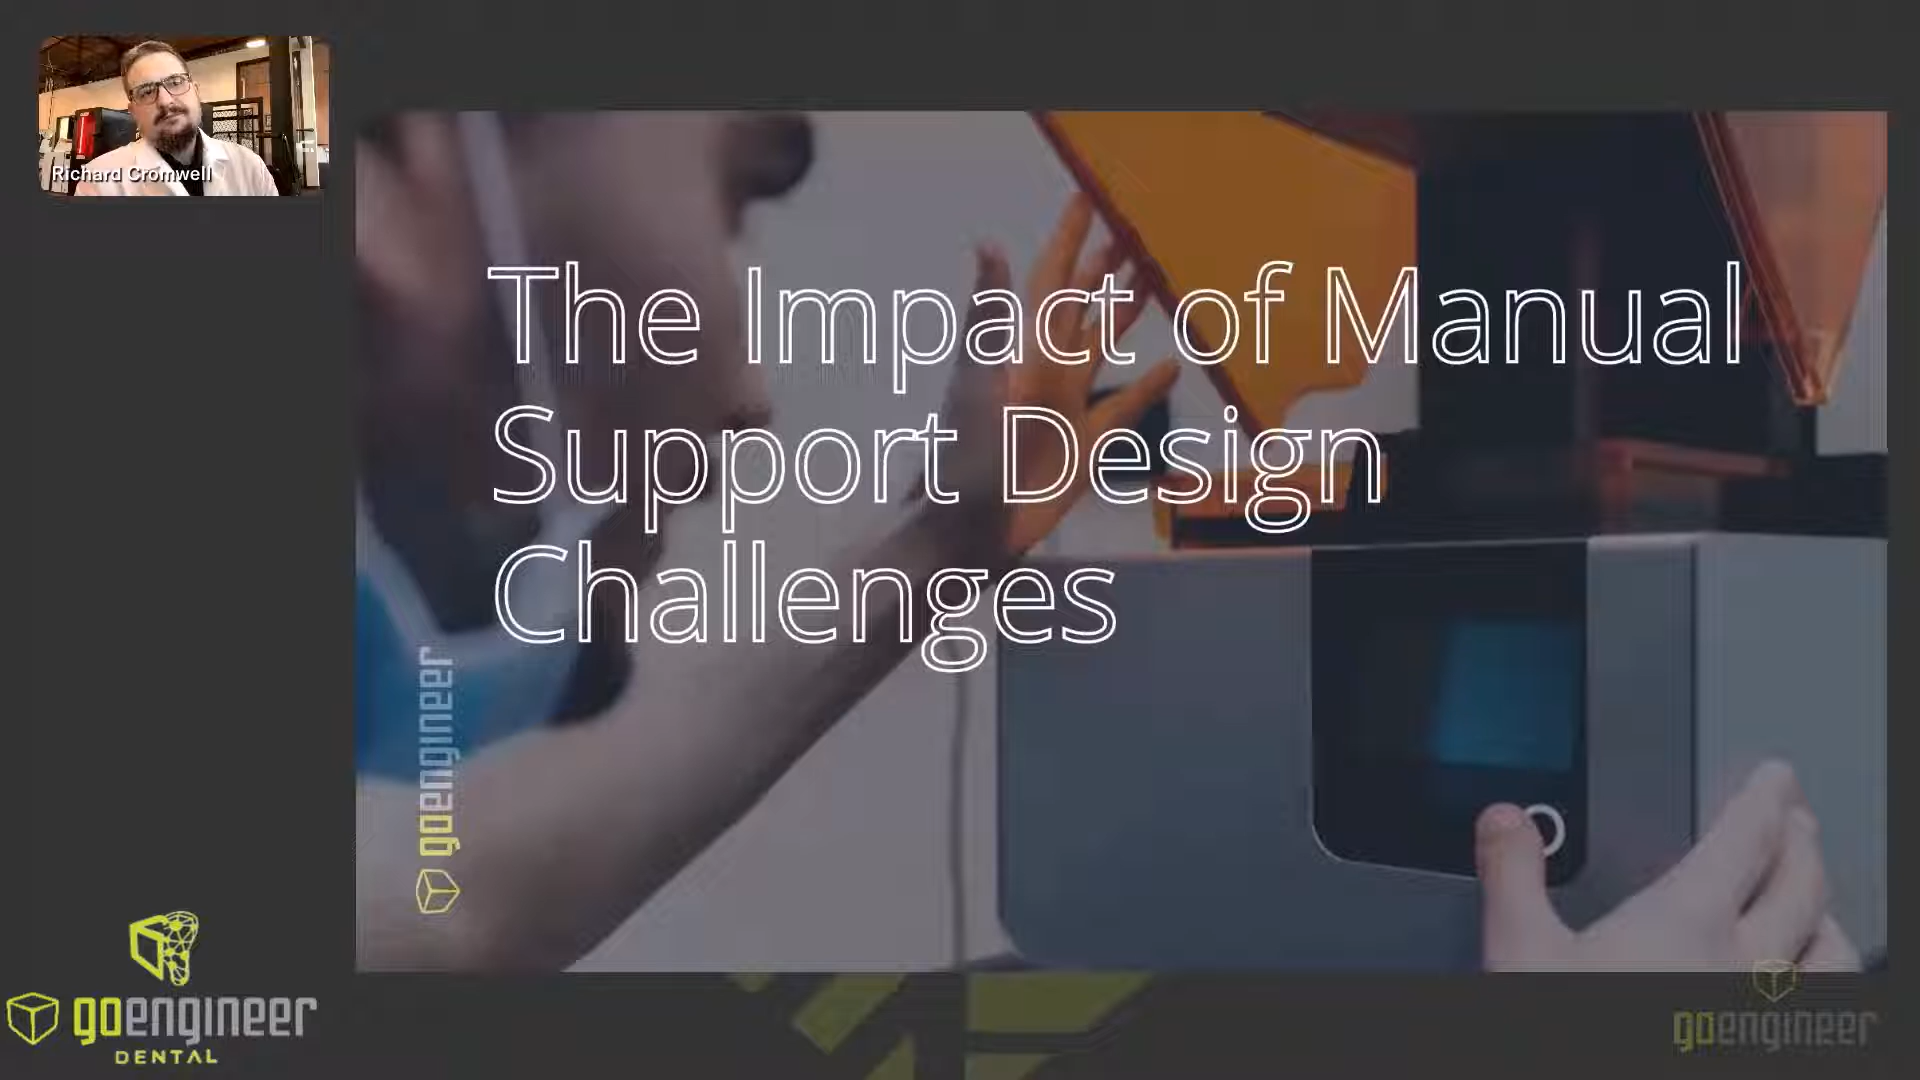 Richard Cromwell
The Impact of Manual
Support Design
Challenges
goengineer
goengineer
DENTAL
goengineer